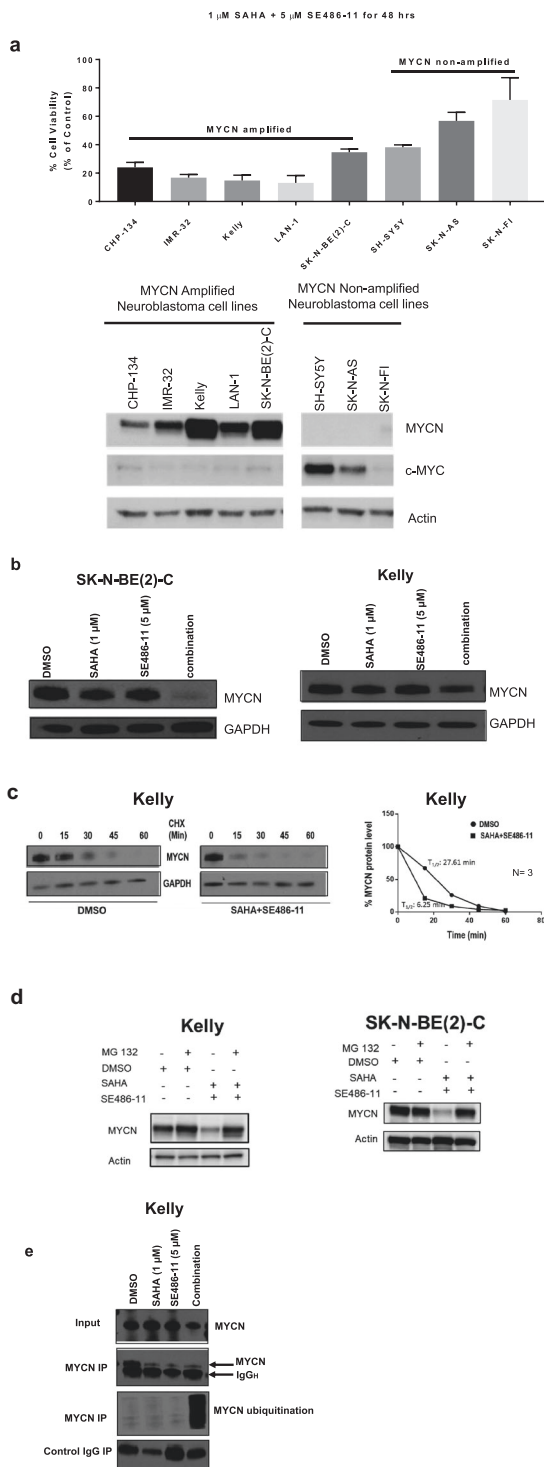 1 µM SAHA + 5 µM SE486-11 for 48 hrs
a
MYCN non-amplified
MYCN amplified
% Cell Viability
(% of Control)
100
80
60
40
20
0
CHP-134
IMR-32
Kelly
LAN-1
SK-N-BE(2)-C
SH-SY5Y
SK-N-AS
SK-N-FI
MYCN Amplified
Neuroblastoma cell lines
MYCN Non-amplified
Neuroblastoma cell lines
CHP-134
IMR-32
Kelly
LAN-1
SK-N-BE(2)-C
SH-SY5Y
SK-N-AS
SK-N-FI
MYCN
c-MYC
Actin
b
SK-N-BE(2)-C
DMSO
SAHA (1 µM)
SE486-11 (5 µM)
combination
MYCN
GAPDH
Kelly
DMSO
SAHA (1 µM)
SE486-11 (5 µM)
combination
MYCN
GAPDH
c
Kelly
0 15 30 45 60
CHX
(Min)
0 15 30 45 60
MYCN
GAPDH
DMSO
SAHA+SE486-11
Kelly
% MYCN protein level
150
100
50
0
DMSO
SAHA+SE486-11
T1/2: 27.61 min
T1/2: 6.25 min
N= 3
0 20 40 60 80
Time (min)
d
Kelly
MG 132 - + - +
DMSO + + - -
SAHA - - + +
SE486-11 - - + +
MYCN
Actin
SK-N-BE(2)-C
MG 132 - + - +
DMSO + + - -
SAHA - - + +
SE486-11 - - + +
MYCN
Actin
e
Kelly
DMSO
SAHA (1 µM)
SE486-11 (5 µM)
Combination
Input
MYCN
MYCN IP
MYCN
IgGH
MYCN IP
MYCN ubiquitination
Control IgG IP